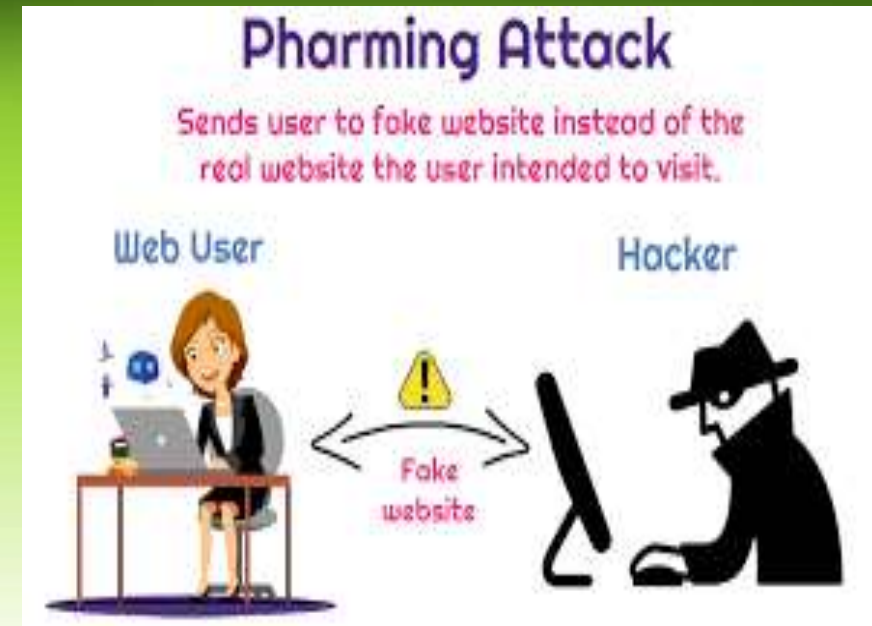 Pharming Attack
Sends user to fake website instead of the
real website the user intended to visit.
Web User
Hacker
Fake
website